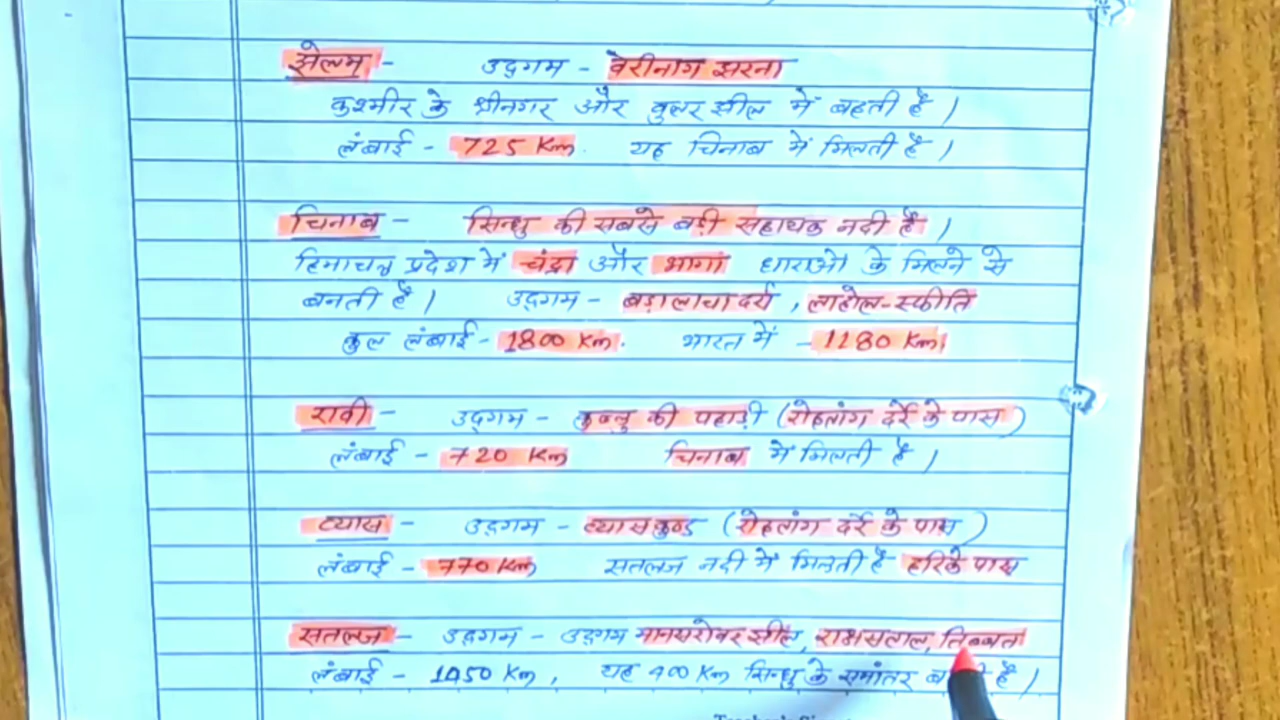 झेलम - उद्गम - वेरीनाग झरना
कश्मीर के श्रीनगर और वुलर झील में बहती है।
लंबाई - 725 Km. यह चिनाब में मिलती है।
चिनाब - सिन्धु की सबसे बड़ी सहायक नदी है।
हिमाचल प्रदेश में चंद्रा और भागा धाराओं के मिलने से
बनती है। उद्गम - बड़ालाचा दर्रा, लाहोल-स्फीति
कुल लंबाई - 1800 Km. भारत में - 1180 Km.
रावी - उद्गम - कुल्लु की पहाड़ी (रोहतांग दर्रे के पास)
लंबाई - 720 Km चिनाब में मिलती है।
व्यास - उद्गम - व्यास कुण्ड (रोहतांग दर्रे के पास)
लंबाई - 770 Km सतलज नदी में मिलती है हरिके पास
सतलज - उद्गम - उद्गम मानसरोवर झील, राक्षसताल, तिब्बत
लंबाई - 1450 Km, यह 400 Km सिन्धु के समांतर है।